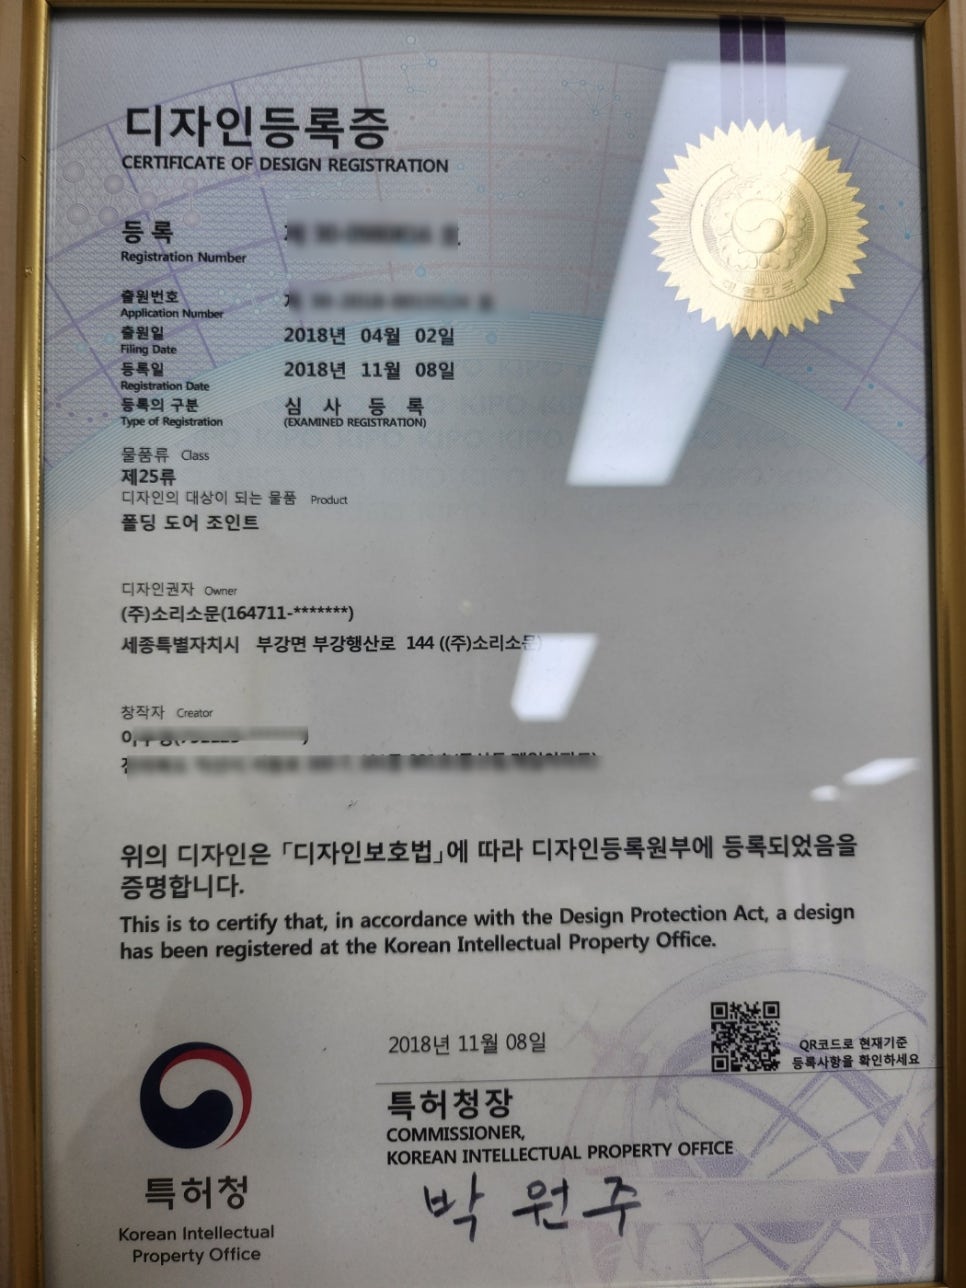 디자인등록증
CERTIFICATE OF DESIGN REGISTRATION
대한민국
등 록
Registration Number
출원번호
Application Number
출원일 2018년 04월 02일
Filing Date
등록일 2018년 11월 08일
Registration Date
등록의 구분 심 사 등 록
Type of Registration (EXAMINED REGISTRATION)
물품류 Class
제25류
디자인의 대상이 되는 물품 Product
폴딩 도어 조인트
디자인권자 Owner
(주)소리소문(164711-*******)
세종특별자치시 부강면 부강행산로 144 ((주)소리소문)
창작자 Creator
위의 디자인은 「디자인보호법」에 따라 디자인등록원부에 등록되었음을
증명합니다.
This is to certify that, in accordance with the Design Protection Act, a design
has been registered at the Korean Intellectual Property Office.
2018년 11월 08일
QR코드로 현재기준
등록사항을 확인하세요
특허청장
COMMISSIONER,
KOREAN INTELLECTUAL PROPERTY OFFICE
박 원 주
특허청
Korean Intellectual
Property Office